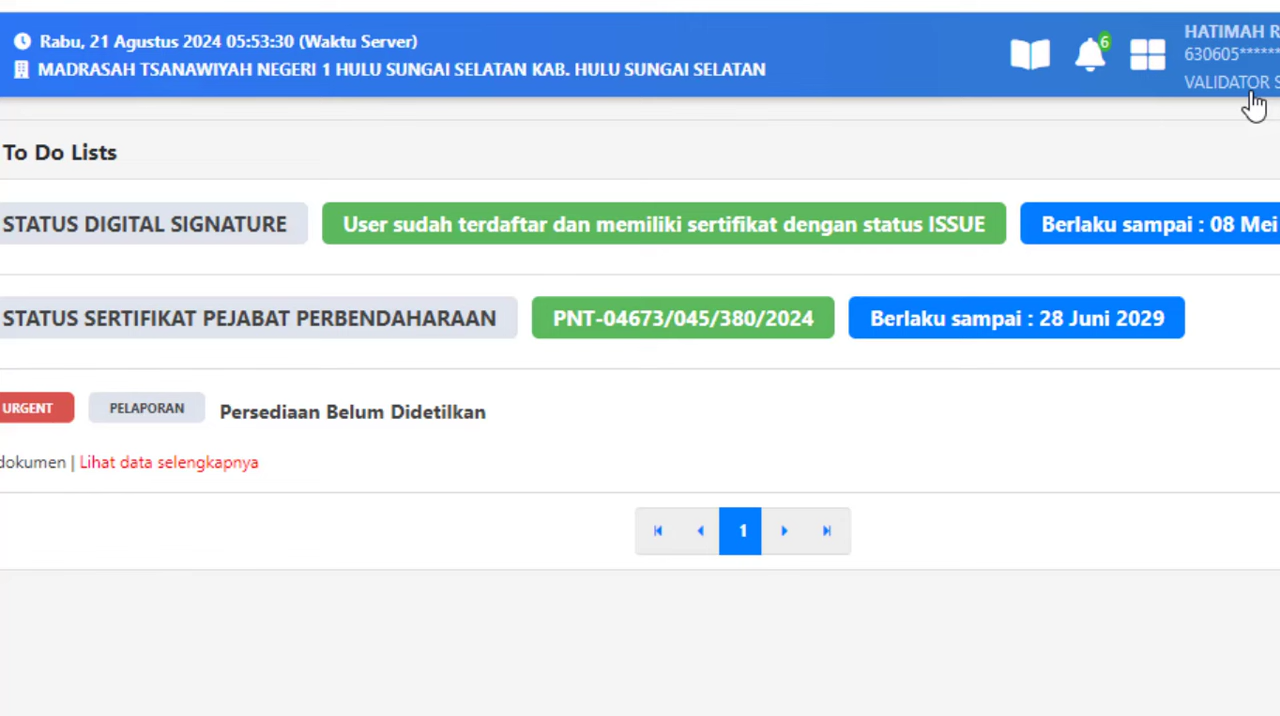 Rabu, 21 Agustus 2024 05:53:30 (Waktu Server)
MADRASAH TSANAWIYAH NEGERI 1 HULU SUNGAI SELATAN KAB. HULU SUNGAI SELATAN
6
HATIMAH R
630605******
VALIDATOR S
To Do Lists
STATUS DIGITAL SIGNATURE
User sudah terdaftar dan memiliki sertifikat dengan status ISSUE
Berlaku sampai : 08 Mei
STATUS SERTIFIKAT PEJABAT PERBENDAHARAAN
PNT-04673/045/380/2024
Berlaku sampai : 28 Juni 2029
URGENT
PELAPORAN
Persediaan Belum Didetilkan
dokumen | Lihat data selengkapnya
1